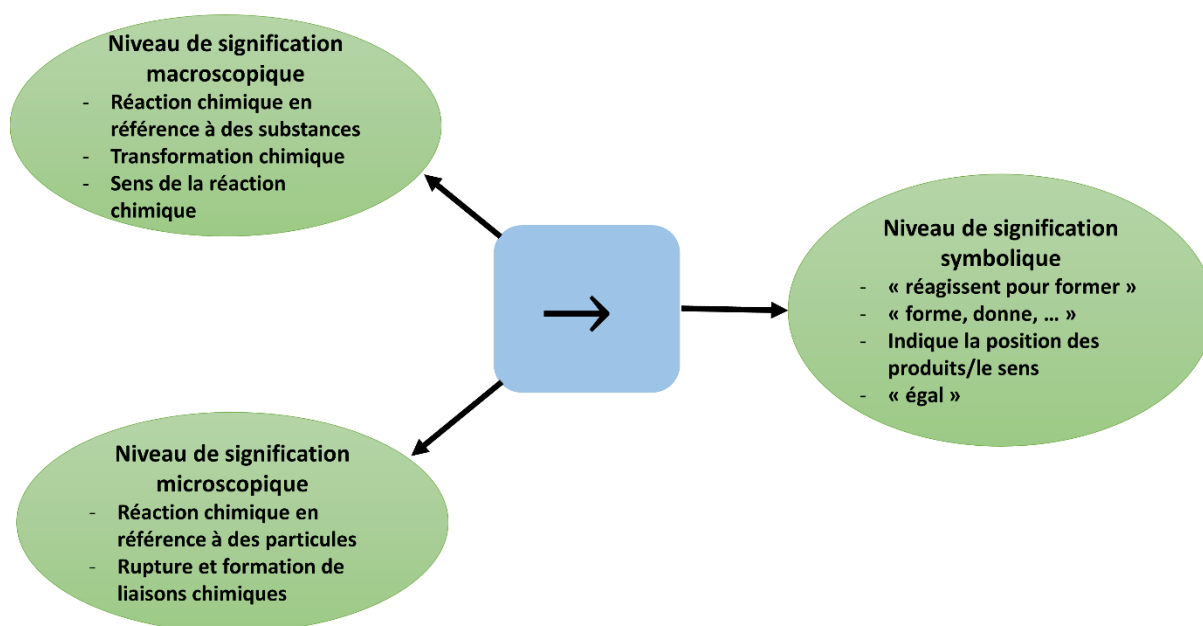 Niveau de signification
macroscopique
- Réaction chimique en
référence à des substances
- Transformation chimique
- Sens de la réaction
chimique
→
Niveau de signification
symbolique
- « réagissent pour former »
- « forme, donne, ... »
- Indique la position des
produits/le sens
- « égal »
Niveau de signification
microscopique
- Réaction chimique en
référence à des particules
- Rupture et formation de
liaisons chimiques